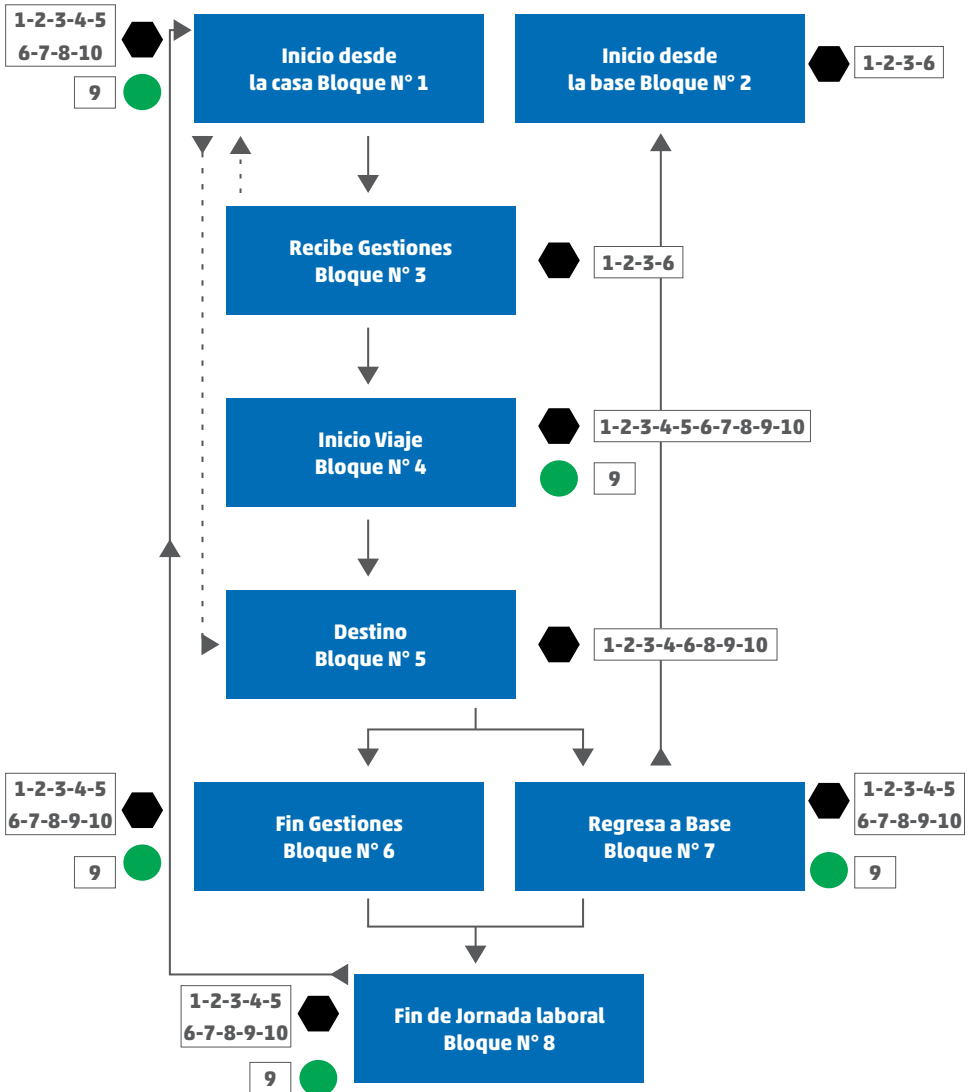 1-2-3-4-5
6-7-8-10
9
Inicio desde
la casa Bloque N° 1
Inicio desde
la base Bloque N° 2
1-2-3-6
Recibe Gestiones
Bloque N° 3
1-2-3-6
Inicio Viaje
Bloque N° 4
1-2-3-4-5-6-7-8-9-10
9
Destino
Bloque N° 5
1-2-3-4-6-8-9-10
1-2-3-4-5
6-7-8-9-10
9
Fin Gestiones
Bloque N° 6
Regresa a Base
Bloque N° 7
1-2-3-4-5
6-7-8-9-10
9
1-2-3-4-5
6-7-8-9-10
9
Fin de Jornada laboral
Bloque N° 8